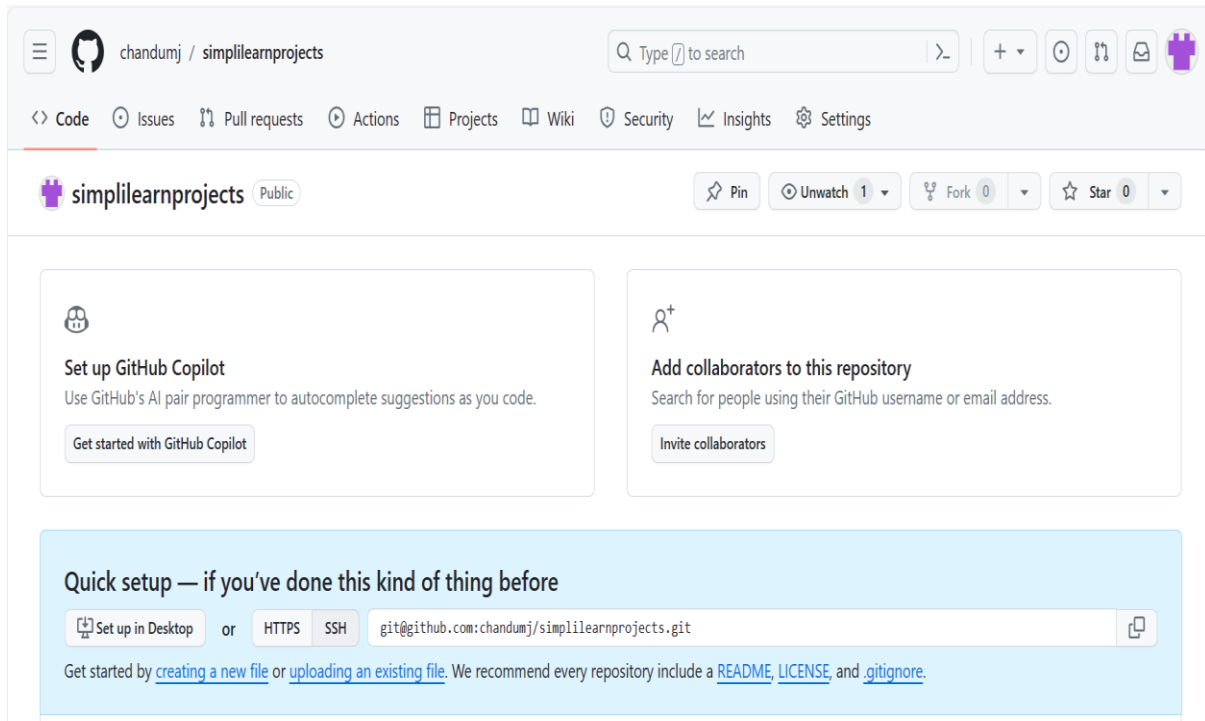 chandumj / simplilearnprojects Type / to search
Code Issues Pull requests Actions Projects Wiki Security Insights Settings
simplilearnprojects Public Pin Unwatch 1 Fork 0 Star 0
Set up GitHub Copilot
Use GitHub's AI pair programmer to autocomplete suggestions as you code.
Get started with GitHub Copilot
Add collaborators to this repository
Search for people using their GitHub username or email address.
Invite collaborators
Quick setup — if you've done this kind of thing before
Set up in Desktop or HTTPS SSH git@github.com:chandumj/simplilearnprojects.git
Get started by creating a new file or uploading an existing file. We recommend every repository include a README, LICENSE, and .gitignore.